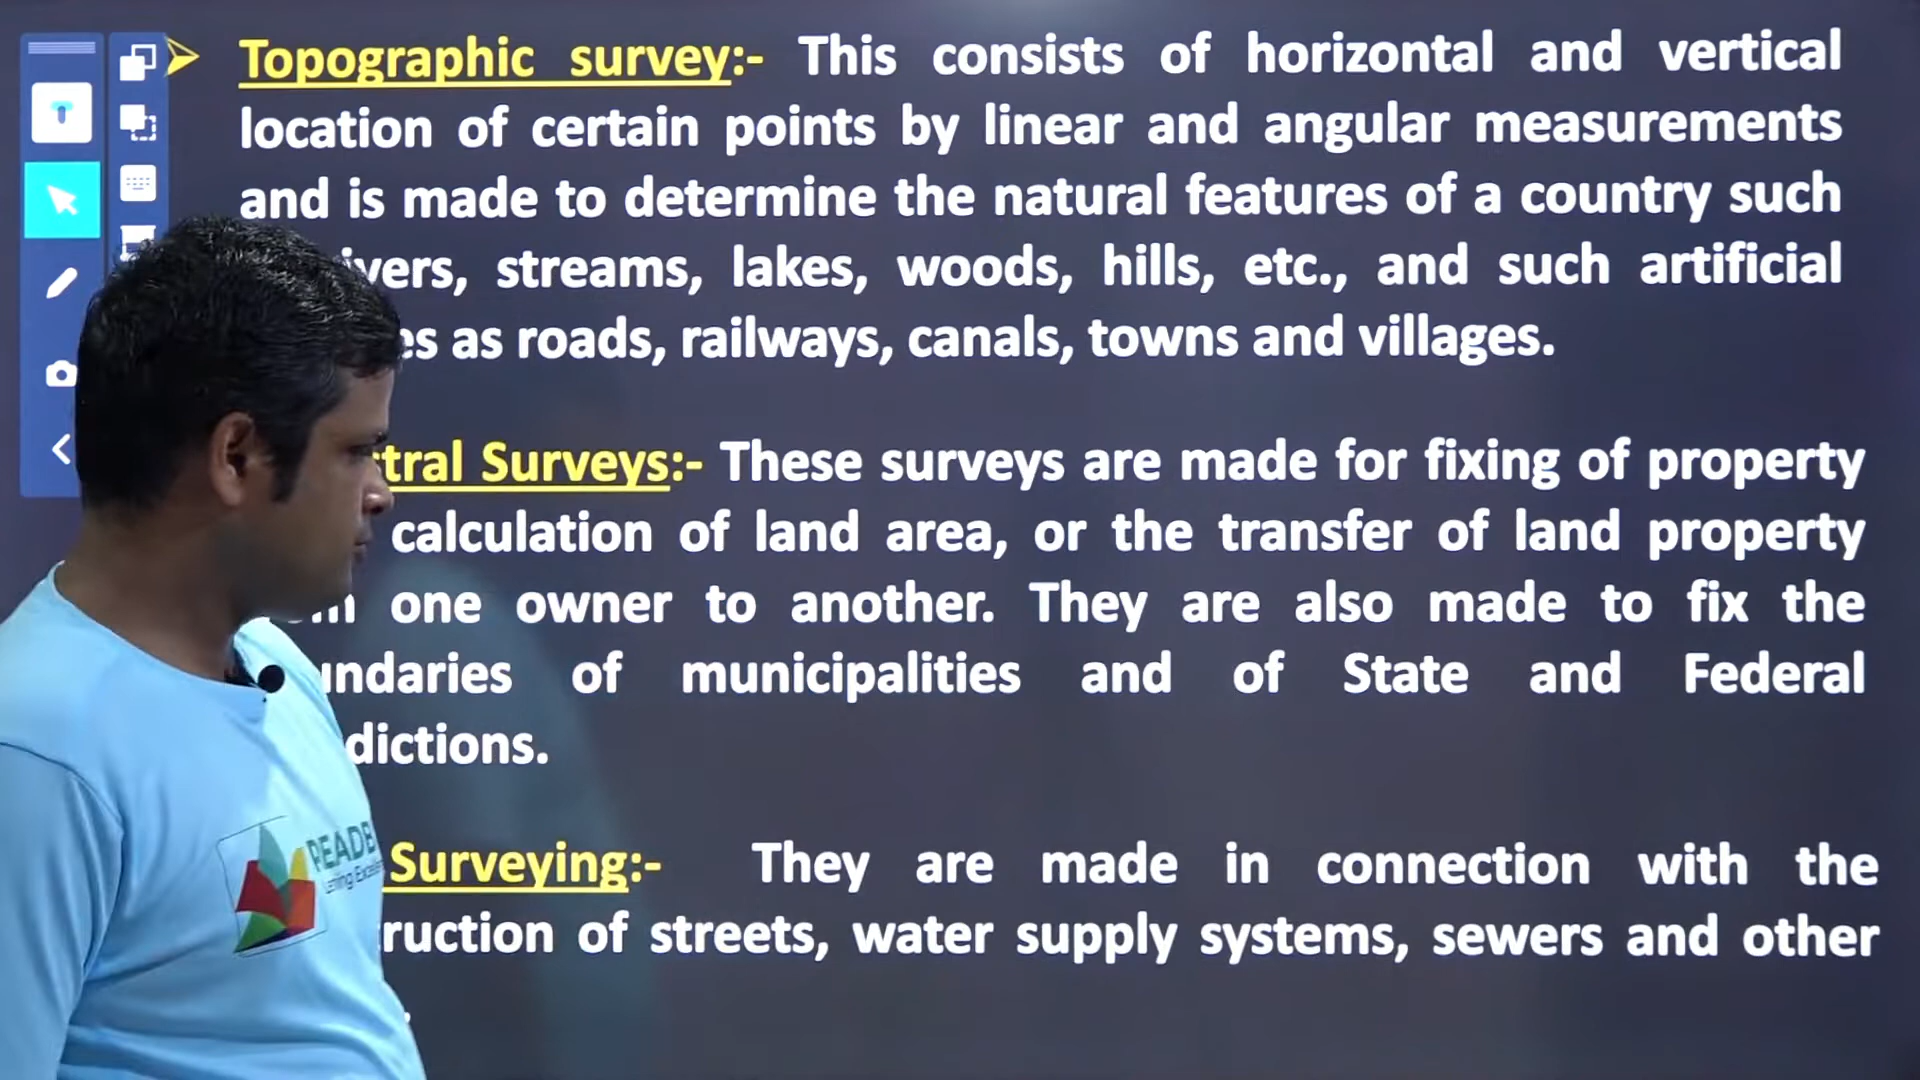 Topographic survey:- This consists of horizontal and vertical
location of certain points by linear and angular measurements
and is made to determine the natural features of a country such
streams, lakes, woods, hills, etc., and such artificial
as roads, railways, canals, towns and villages.
Surveys:- These surveys are made for fixing of property
calculation of land area, or the transfer of land property
one owner to another. They are also made to fix the
of municipalities and of State and Federal
Surveying:- They are made in connection with the
of streets, water supply systems, sewers and other